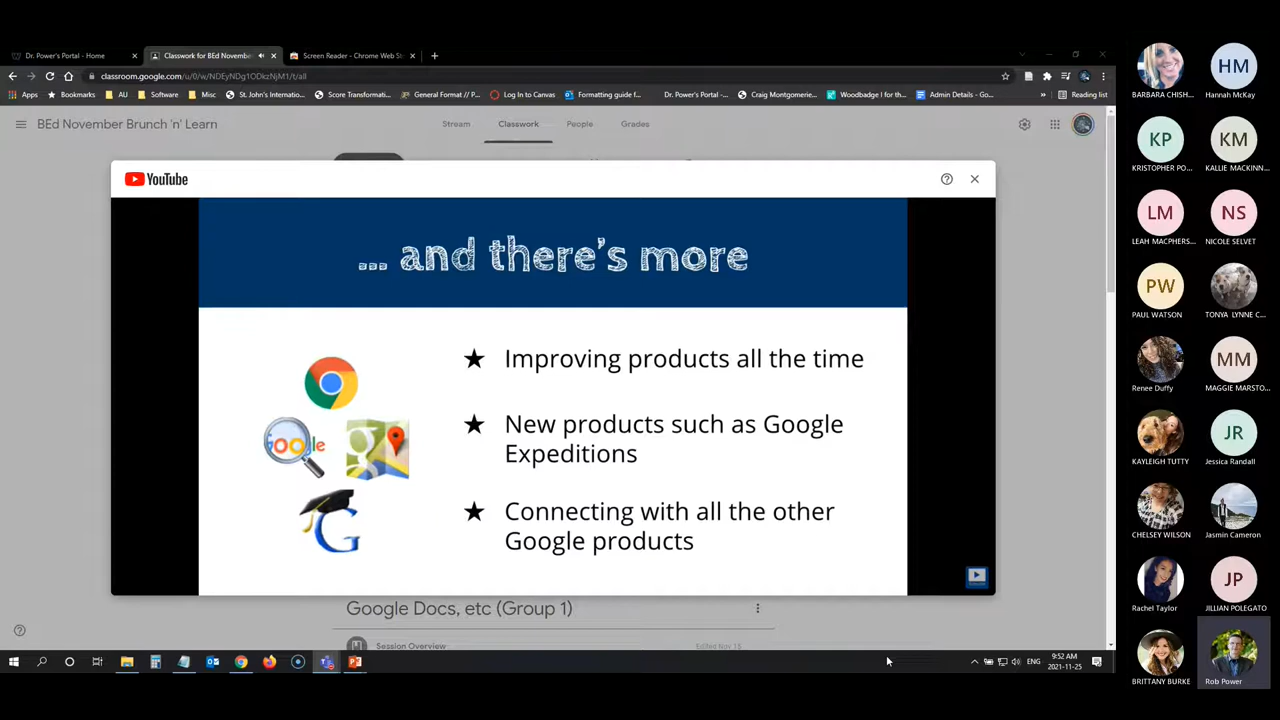 Dr. Power's Portal - Home
Classwork for BEd Novembe
Screen Reader - Chrome Web St
classroom.google.com/u/0/w/NDEyNDg1ODkzNjM1/t/all
Apps
Bookmarks
AU
Software
Misc
St. John's Internatio...
Score Transformati...
General Format // P...
Log In to Canvas
Formatting guide f...
Dr. Power's Portal -...
Craig Montgomerie...
Woodbadge I for th...
Admin Details - Go...
Reading list
BEd November Brunch 'n' Learn
Stream
Classwork
People
Grades
YouTube
... and there's more
Google
★ Improving products all the time
★ New products such as Google
Expeditions
★ Connecting with all the other
Google products
Google Docs, etc (Group 1)
Session Overview
Edited Nov 15
ENG
9:52 AM
2021-11-25
BARBARA CHISH...
HM
Hannah McKay
KP
KRISTOPHER PO...
KM
KALLIE MACKINN...
LM
LEAH MACPHERS...
NS
NICOLE SELVET
PW
PAUL WATSON
TONYA LYNNE C...
Renee Duffy
MM
MAGGIE MARSTO...
KAYLEIGH TUTTY
JR
Jessica Randall
CHELSEY WILSON
Jasmin Cameron
Rachel Taylor
JP
JILLIAN POLEGATO
BRITTANY BURKE
Rob Power